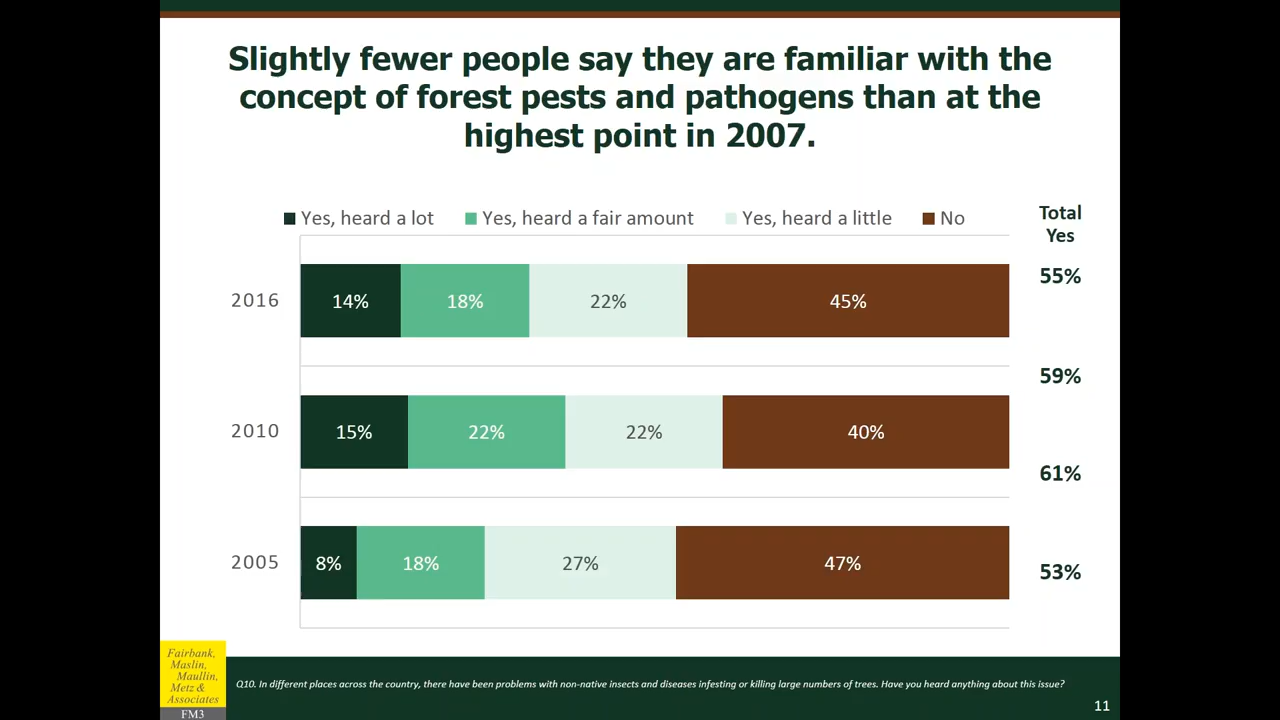 Slightly fewer people say they are familiar with the
concept of forest pests and pathogens than at the
highest point in 2007.
Yes, heard a lot Yes, heard a fair amount Yes, heard a little No
Total
Yes
2016 14% 18% 22% 45% 55%
59%
2010 15% 22% 22% 40%
61%
2005 8% 18% 27% 47% 53%
Fairbank,
Maslin,
Maullin,
Metz &
Associates
FM3
Q10. In different places across the country, there have been problems with non-native insects and diseases infesting or killing large numbers of trees. Have you heard anything about this issue?
11